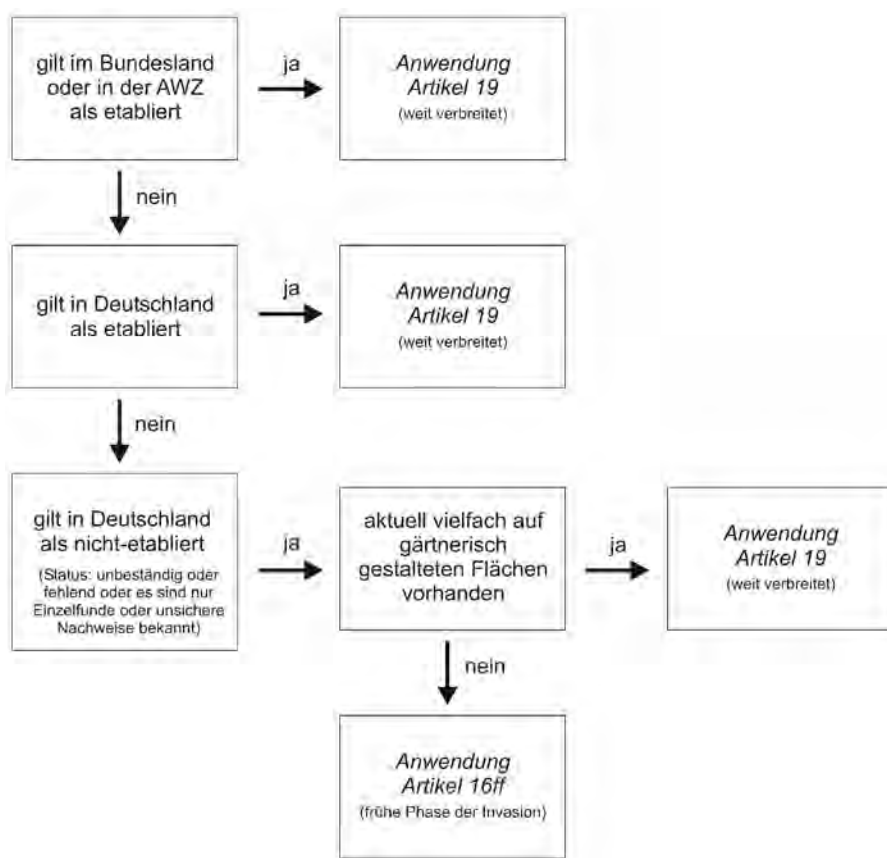 gilt im Bundesland
oder in der AWZ
als etabliert
ja
Anwendung
Artikel 19
(weit verbreitet)
nein
gilt in Deutschland
als etabliert
ja
Anwendung
Artikel 19
(weit verbreitet)
nein
gilt in Deutschland
als nicht-etabliert
(Status: unbeständig oder
fehlend oder es sind nur
Einzelfunde oder unsichere
Nachweise bekannt)
ja
aktuell vielfach auf
gärtnerisch
gestalteten Flächen
vorhanden
ja
Anwendung
Artikel 19
(weit verbreitet)
nein
Anwendung
Artikel 16ff
(frühe Phase der Invasion)